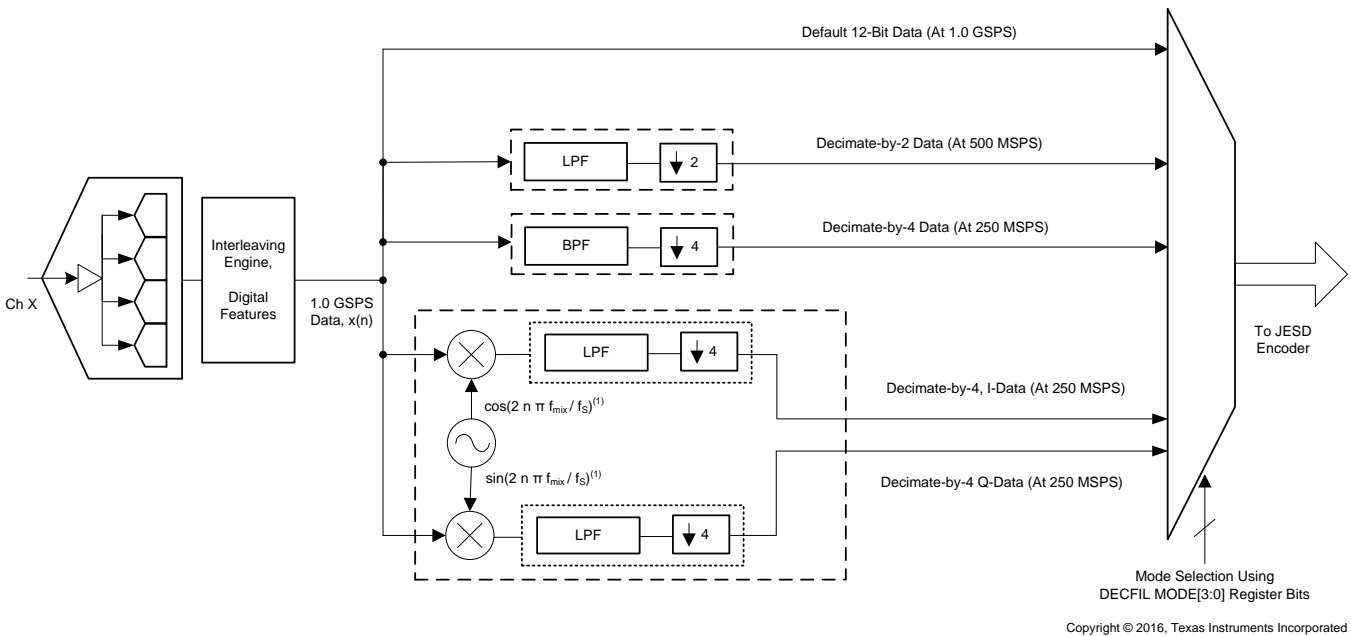 Default 12-Bit Data (At 1.0 GSPS)
LPF
2
Decimate-by-2 Data (At 500 MSPS)
BPF
4
Decimate-by-4 Data (At 250 MSPS)
Ch X
Interleaving
Engine,
Digital
Features
1.0 GSPS
Data, x(n)
LPF
4
cos(2 n π fmix / fS)(1)
sin(2 n π fmix / fS)(1)
LPF
4
Decimate-by-4, I-Data (At 250 MSPS)
Decimate-by-4 Q-Data (At 250 MSPS)
To JESD
Encoder
Mode Selection Using
DECFIL MODE[3:0] Register Bits
Copyright © 2016, Texas Instruments Incorporated